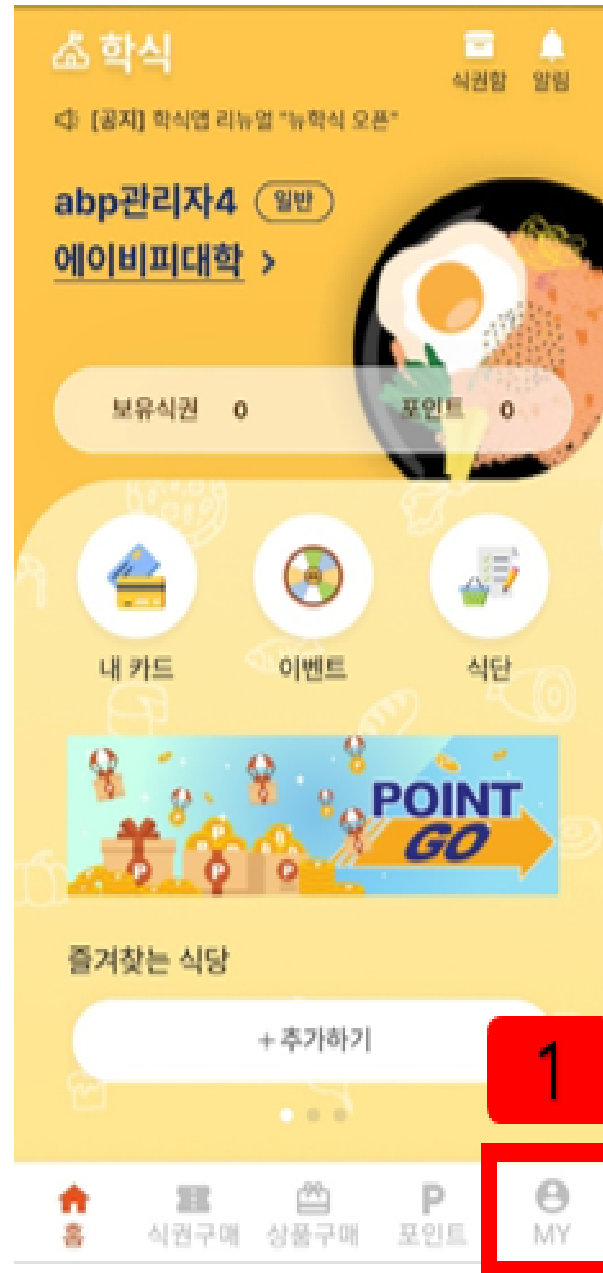 학식
식권함 알림
[공지] 학식앱 리뉴얼 "뉴학식 오픈"
abp관리자4 일반
에이비피대학 >
보유식권 0 포인트 0
내 카드 이벤트 식단
POINT
GO
즐겨찾는 식당
+ 추가하기
1
홈 식권구매 상품구매 포인트 MY